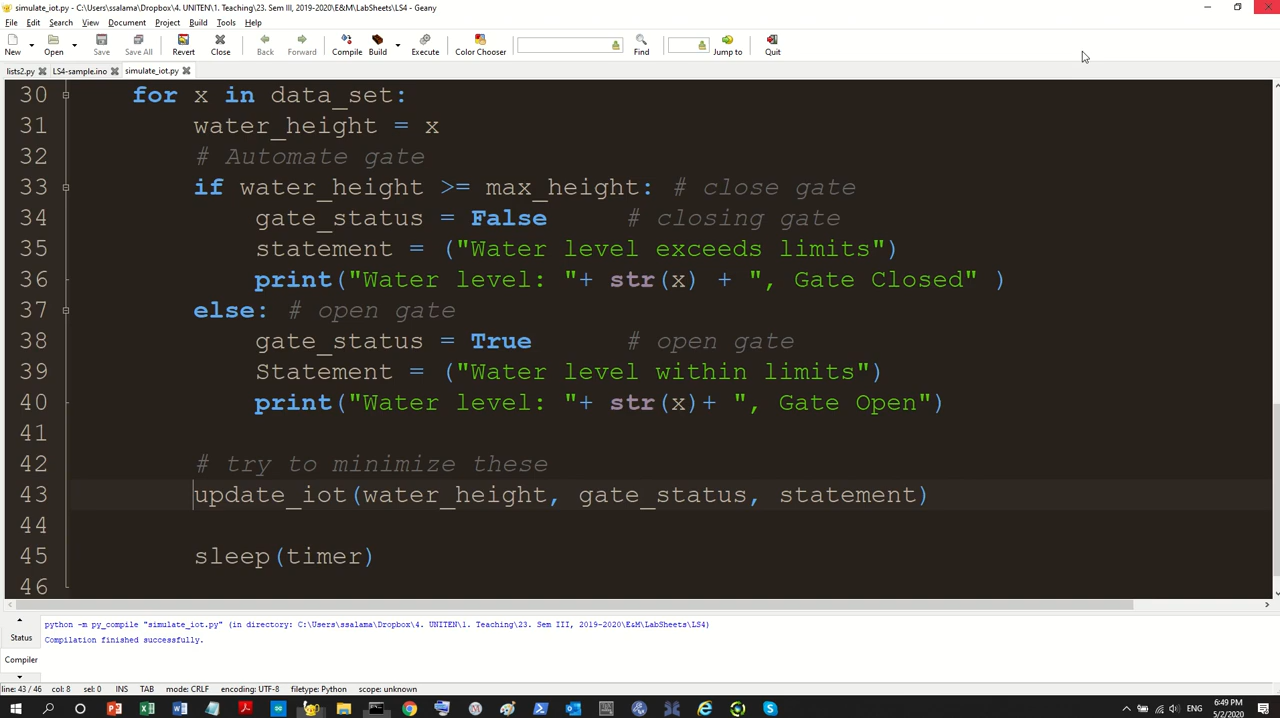 simulate_iot.py - C:\Users\ssalama\Dropbox\4. UNITEN\1. Teaching\23. Sem III, 2019-2020\E&M\LabSheets\LS4 - Geany
File Edit Search View Document Project Build Tools Help
New Open Save Save All Revert Close Back Forward Compile Build Execute Color Chooser Find Jump to Quit
lists2.py LS4-sample.ino simulate_iot.py
30 for x in data_set:
31 water_height = x
32 # Automate gate
33 if water_height >= max_height: # close gate
34 gate_status = False # closing gate
35 statement = ("Water level exceeds limits")
36 print("Water level: "+ str(x) + ", Gate Closed" )
37 else: # open gate
38 gate_status = True # open gate
39 Statement = ("Water level within limits")
40 print("Water level: "+ str(x)+ ", Gate Open")
41
42 # try to minimize these
43 update_iot(water_height, gate_status, statement)
44
45 sleep(timer)
46
Status
Compiler
python -m py_compile "simulate_iot.py" (in directory: C:\Users\ssalama\Dropbox\4. UNITEN\1. Teaching\23. Sem III, 2019-2020\E&M\LabSheets\LS4)
Compilation finished successfully.
line: 43 / 46 col: 8 sel: 0 INS TAB mode: CRLF encoding: UTF-8 filetype: Python scope: unknown
ENG
6:49 PM
5/2/2020